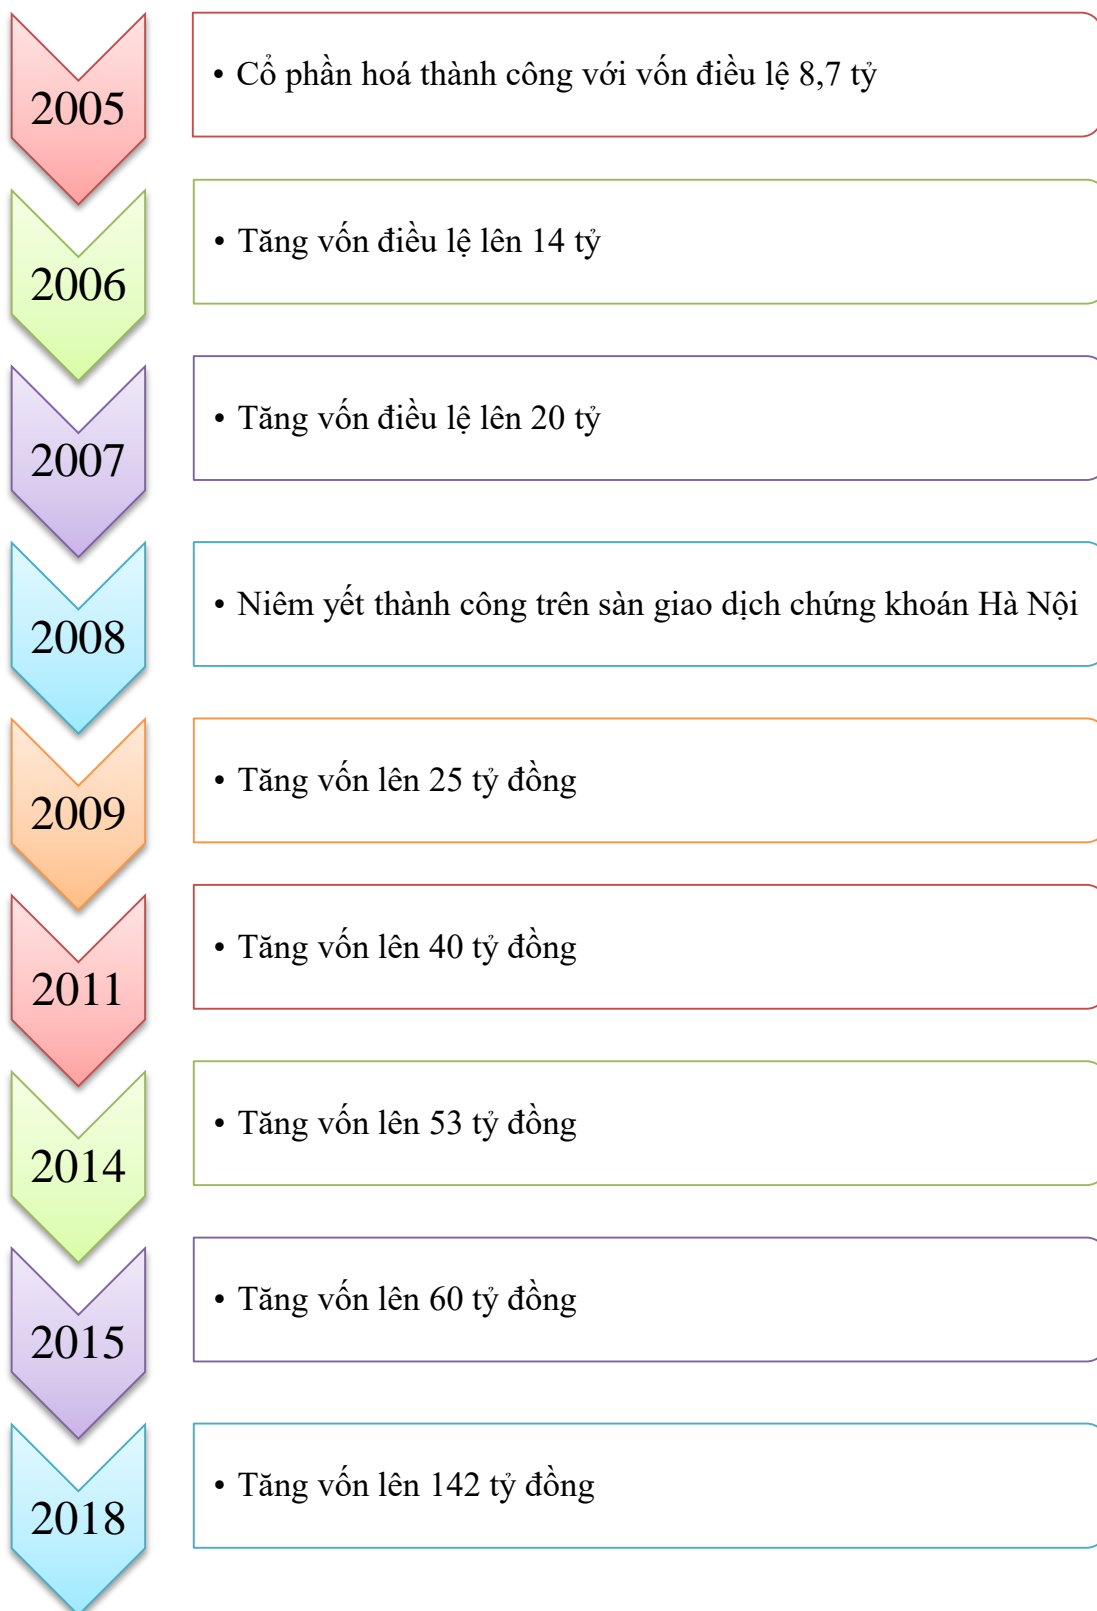 2005
• Cổ phần hoá thành công với vốn điều lệ 8,7 tỷ
2006
• Tăng vốn điều lệ lên 14 tỷ
2007
• Tăng vốn điều lệ lên 20 tỷ
2008
• Niêm yết thành công trên sàn giao dịch chứng khoán Hà Nội
2009
• Tăng vốn lên 25 tỷ đồng
2011
• Tăng vốn lên 40 tỷ đồng
2014
• Tăng vốn lên 53 tỷ đồng
2015
• Tăng vốn lên 60 tỷ đồng
2018
• Tăng vốn lên 142 tỷ đồng